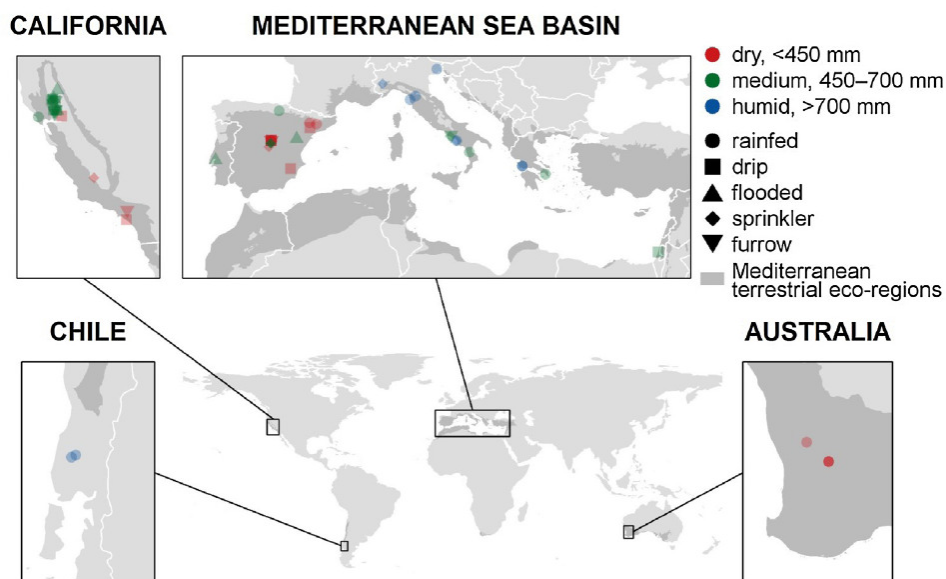 CALIFORNIA
MEDITERRANEAN SEA BASIN
dry, <450 mm
medium, 450–700 mm
humid, >700 mm
rainfed
drip
flooded
sprinkler
furrow
Mediterranean
terrestrial eco-regions
CHILE
AUSTRALIA